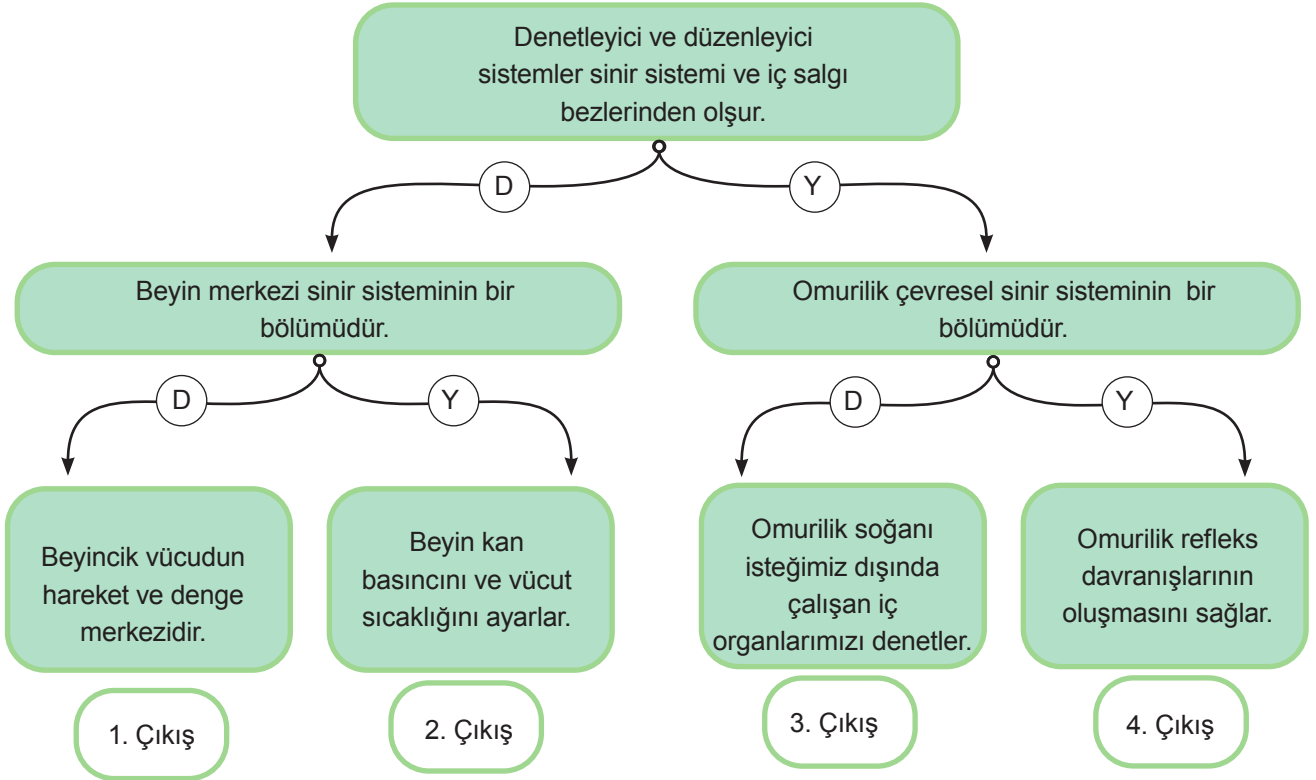 Denetleyici ve düzenleyici
sistemler sinir sistemi ve iç salgı
bezlerinden olşur.
D
Y
Beyin merkezi sinir sisteminin bir
bölümüdür.
Omurilik çevresel sinir sisteminin bir
bölümüdür.
D
Y
D
Y
Beyincik vücudun
hareket ve denge
merkezidir.
Beyin kan
basıncını ve vücut
sıcaklığını ayarlar.
Omurilik soğanı
isteğimiz dışında
çalışan iç
organlarımızı denetler.
Omurilik refleks
davranışlarının
oluşmasını sağlar.
1. Çıkış
2. Çıkış
3. Çıkış
4. Çıkış